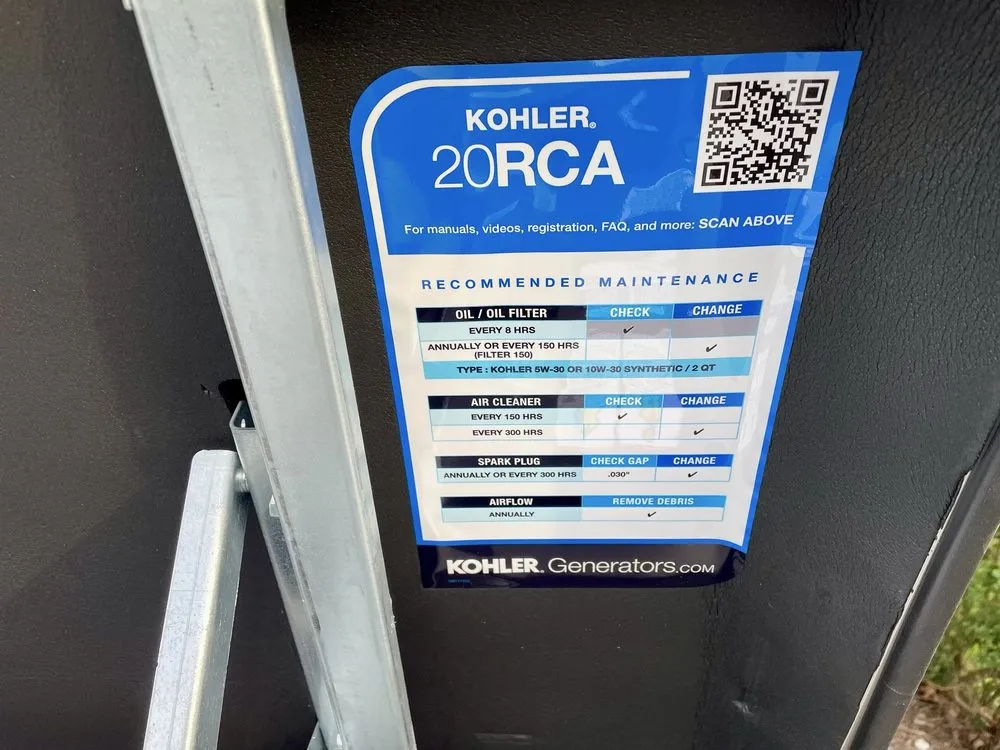 KOHLER®
20RCA
For manuals, videos, registration, FAQ, and more: SCAN ABOVE
RECOMMENDED MAINTENANCE
OIL / OIL FILTER CHECK CHANGE
EVERY 8 HRS ✓
ANNUALLY OR EVERY 150 HRS ✓
(FILTER 150)
TYPE : KOHLER 5W-30 OR 10W-30 SYNTHETIC / 2 QT
AIR CLEANER CHECK CHANGE
EVERY 150 HRS ✓
EVERY 300 HRS ✓
SPARK PLUG CHECK GAP CHANGE
ANNUALLY OR EVERY 300 HRS .030" ✓
AIRFLOW REMOVE DEBRIS
ANNUALLY ✓
KOHLER® Generators.COM